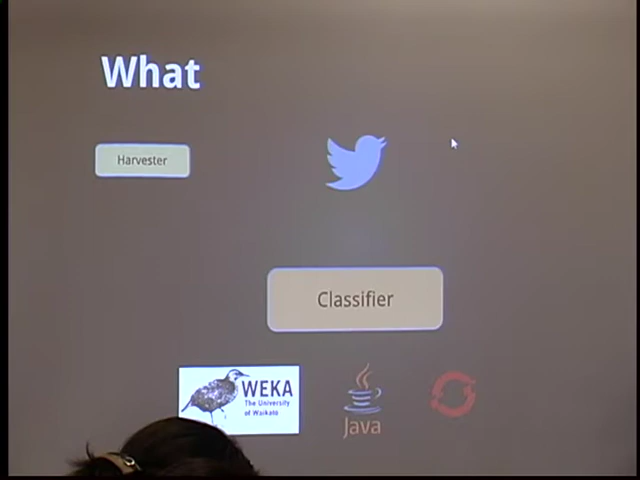 What
Harvester
Classifier
WEKA
The University
of Waikato
Java